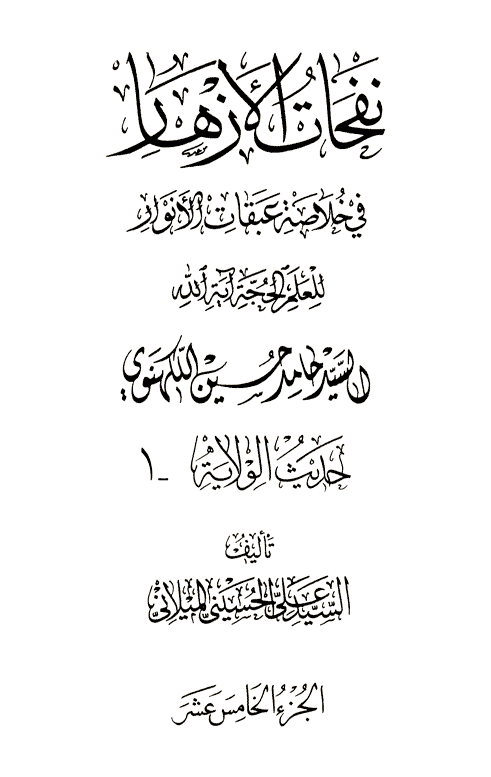 نفحات الأزهار
في خلاصة عبقات الأنوار
للعلم الحجة آية الله
السيد حامد حسين اللكهنوي
حديث الولاية - ١
تأليف
السيد علي الحسيني الميلاني
الجزء الخامس عشر